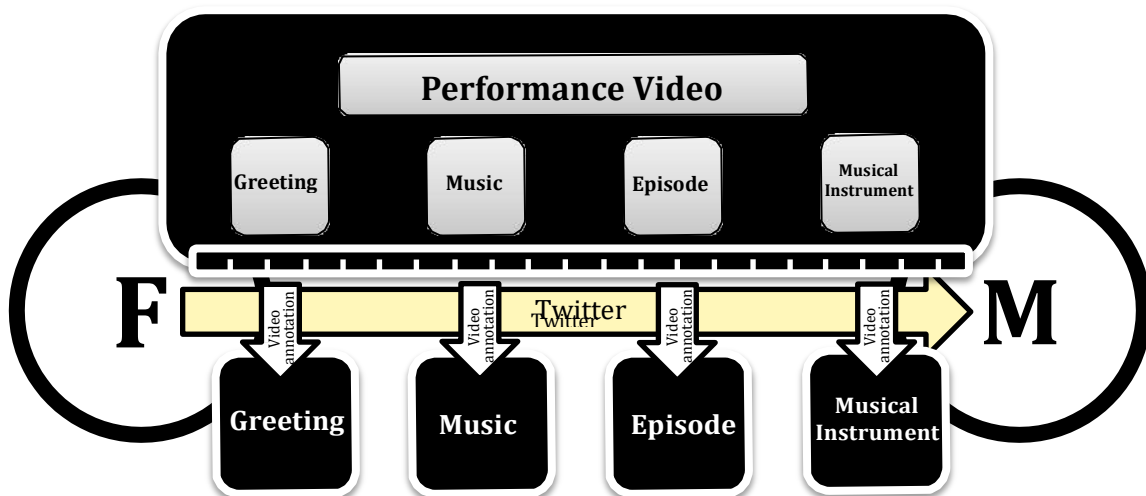 Performance Video
Greeting
Music
Episode
Musical
Instrument
F
Twitter
Twitter
M
Video
annotation
Video
annotation
Video
annotation
Video
annotation
Greeting
Music
Episode
Musical
Instrument